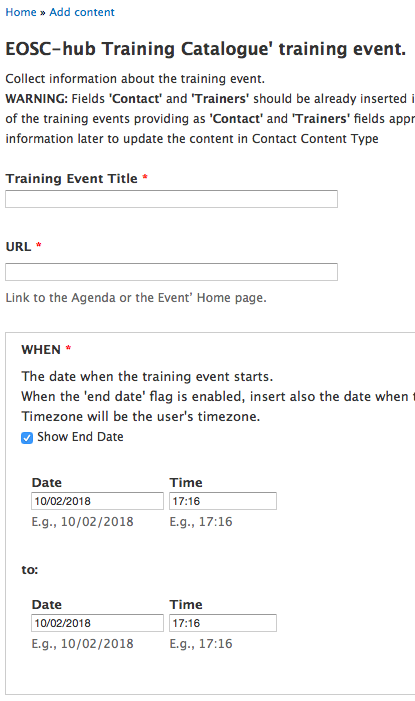 Home » Add content
EOSC-hub Training Catalogue' training event.
Collect information about the training event.
WARNING: Fields 'Contact' and 'Trainers' should be already inserted
of the training events providing as 'Contact' and 'Trainers' fields
information later to update the content in Contact Content Type
Training Event Title *
URL *
Link to the Agenda or the Event' Home page.
WHEN *
The date when the training event starts.
When the 'end date' flag is enabled, insert also the date when
Timezone will be the user's timezone.
Show End Date
Date Time
10/02/2018 17:16
E.g., 10/02/2018 E.g., 17:16
to:
Date Time
10/02/2018 17:16
E.g., 10/02/2018 E.g., 17:16